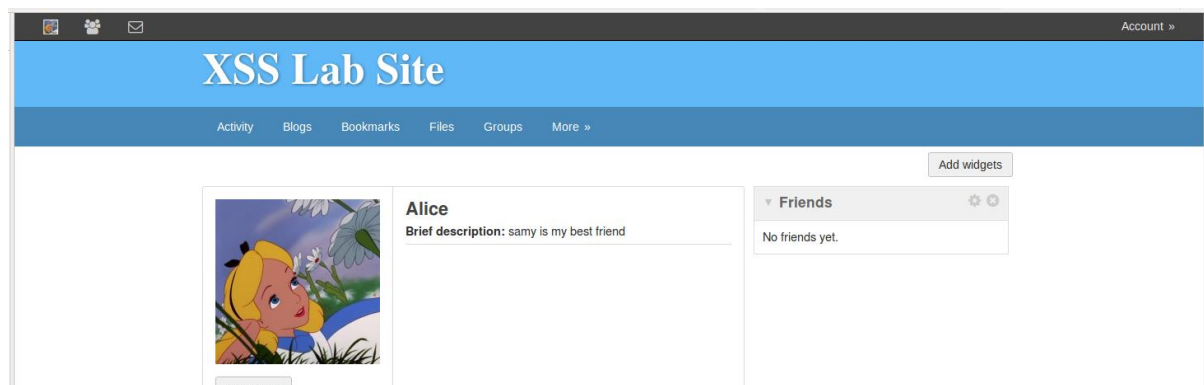 Account »
XSS Lab Site
Activity Blogs Bookmarks Files Groups More »
Add widgets
Alice
Brief description: samy is my best friend
Friends
No friends yet.